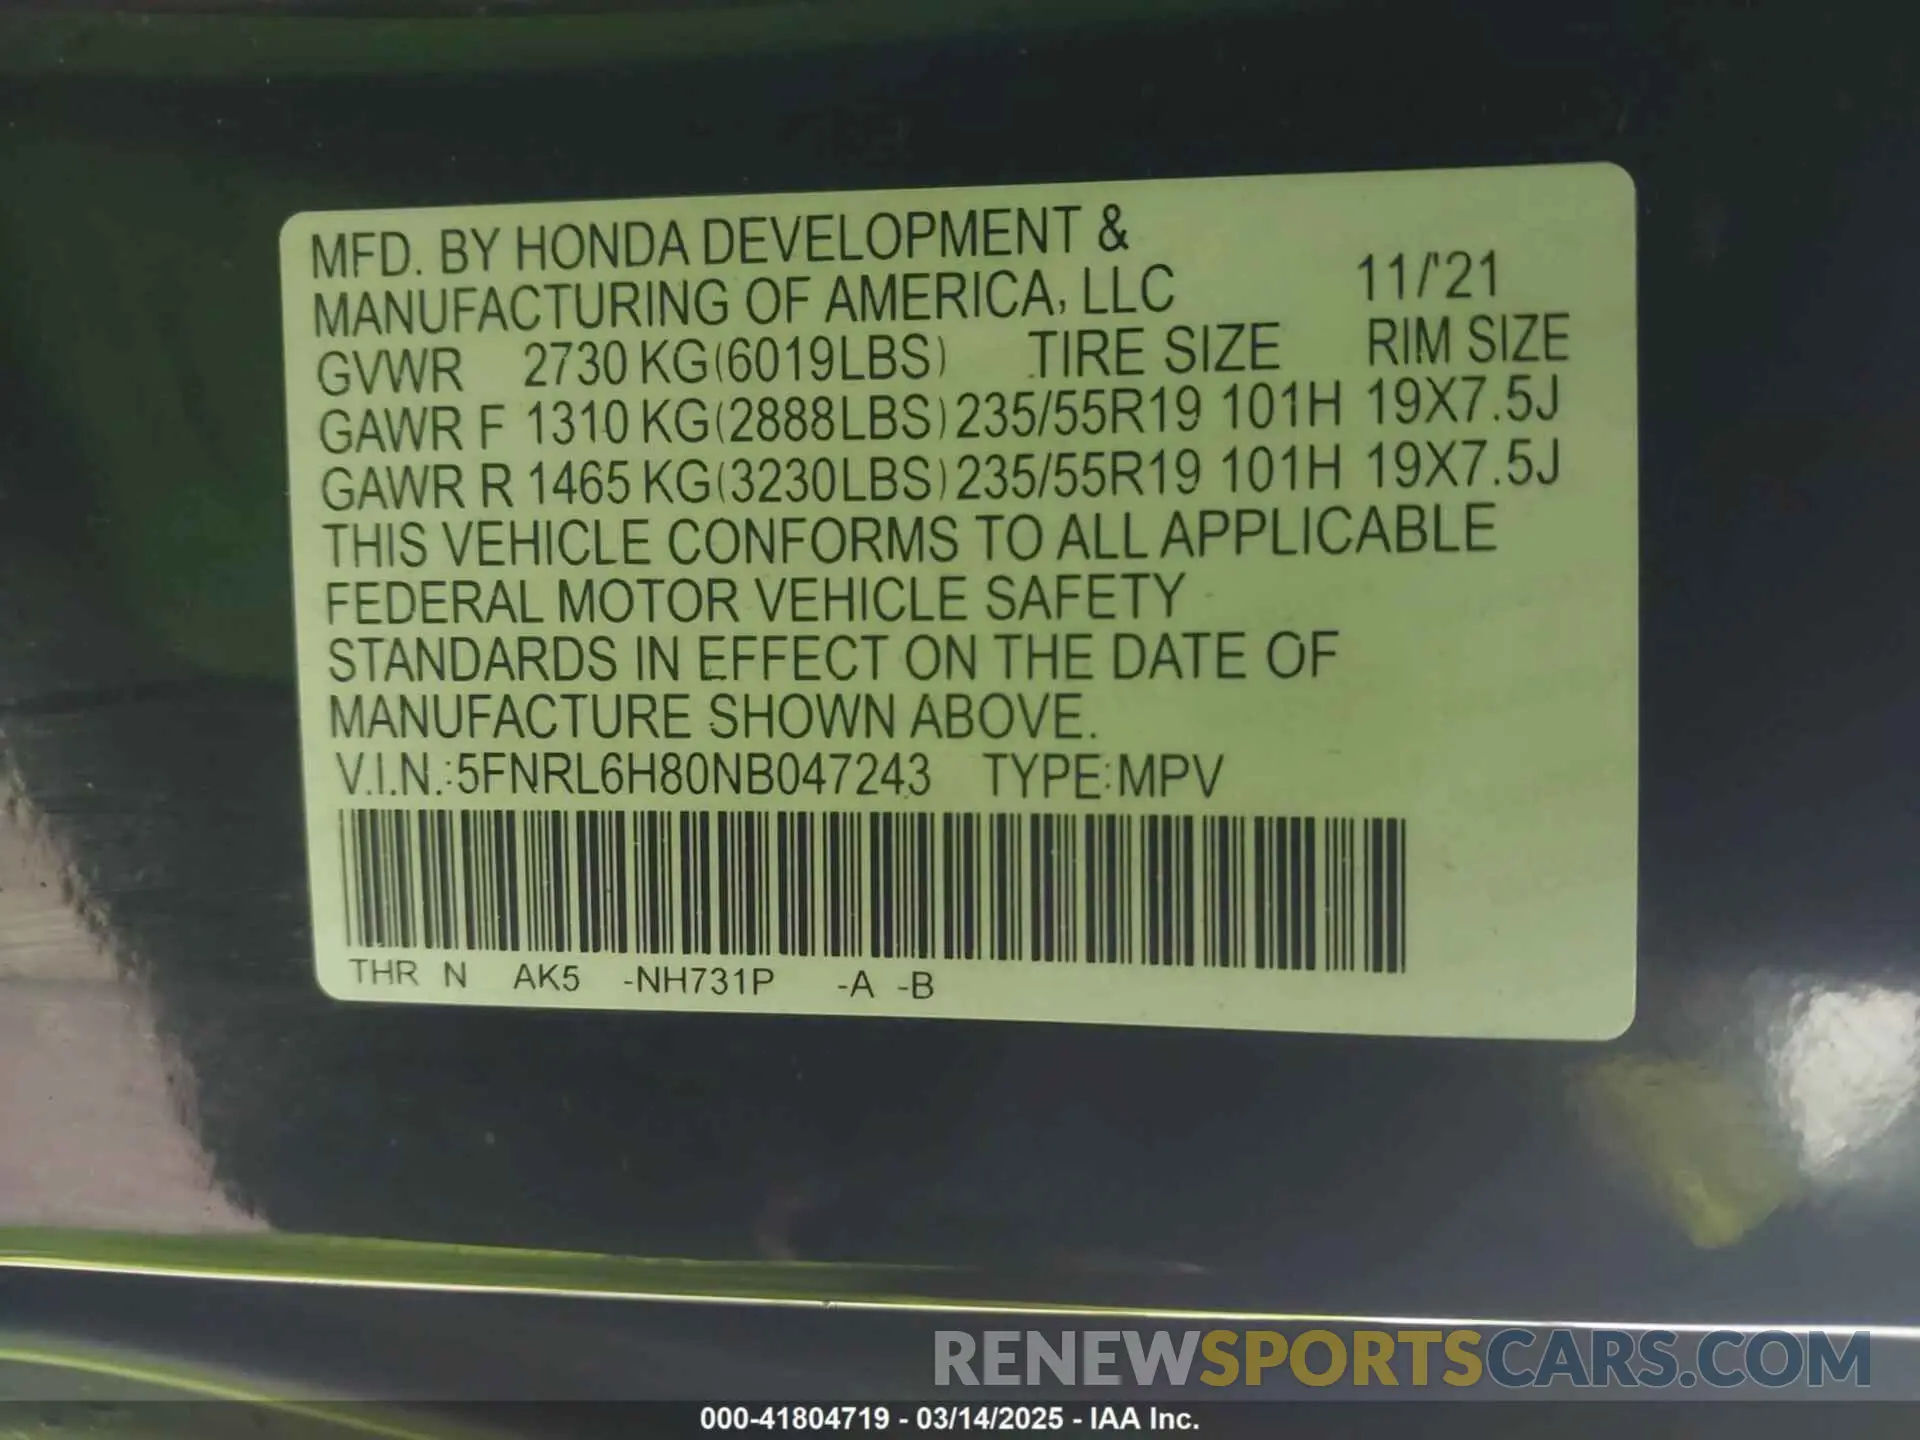 MFD. BY HONDA DEVELOPMENT &
MANUFACTURING OF AMERICA, LLC 11/'21
GVWR 2730 KG(6019LBS) TIRE SIZE RIM SIZE
GAWR F 1310 KG(2888LBS) 235/55R19 101H 19X7.5J
GAWR R 1465 KG(3230LBS) 235/55R19 101H 19X7.5J
THIS VEHICLE CONFORMS TO ALL APPLICABLE
FEDERAL MOTOR VEHICLE SAFETY
STANDARDS IN EFFECT ON THE DATE OF
MANUFACTURE SHOWN ABOVE.
V.I.N.:5FNRL6H80NB047243 TYPE:MPV
THR N AK5 -NH731P -A -B
RENEWSPORTSCARS.COM
000-41804719 - 03/14/2025 - IAA Inc.